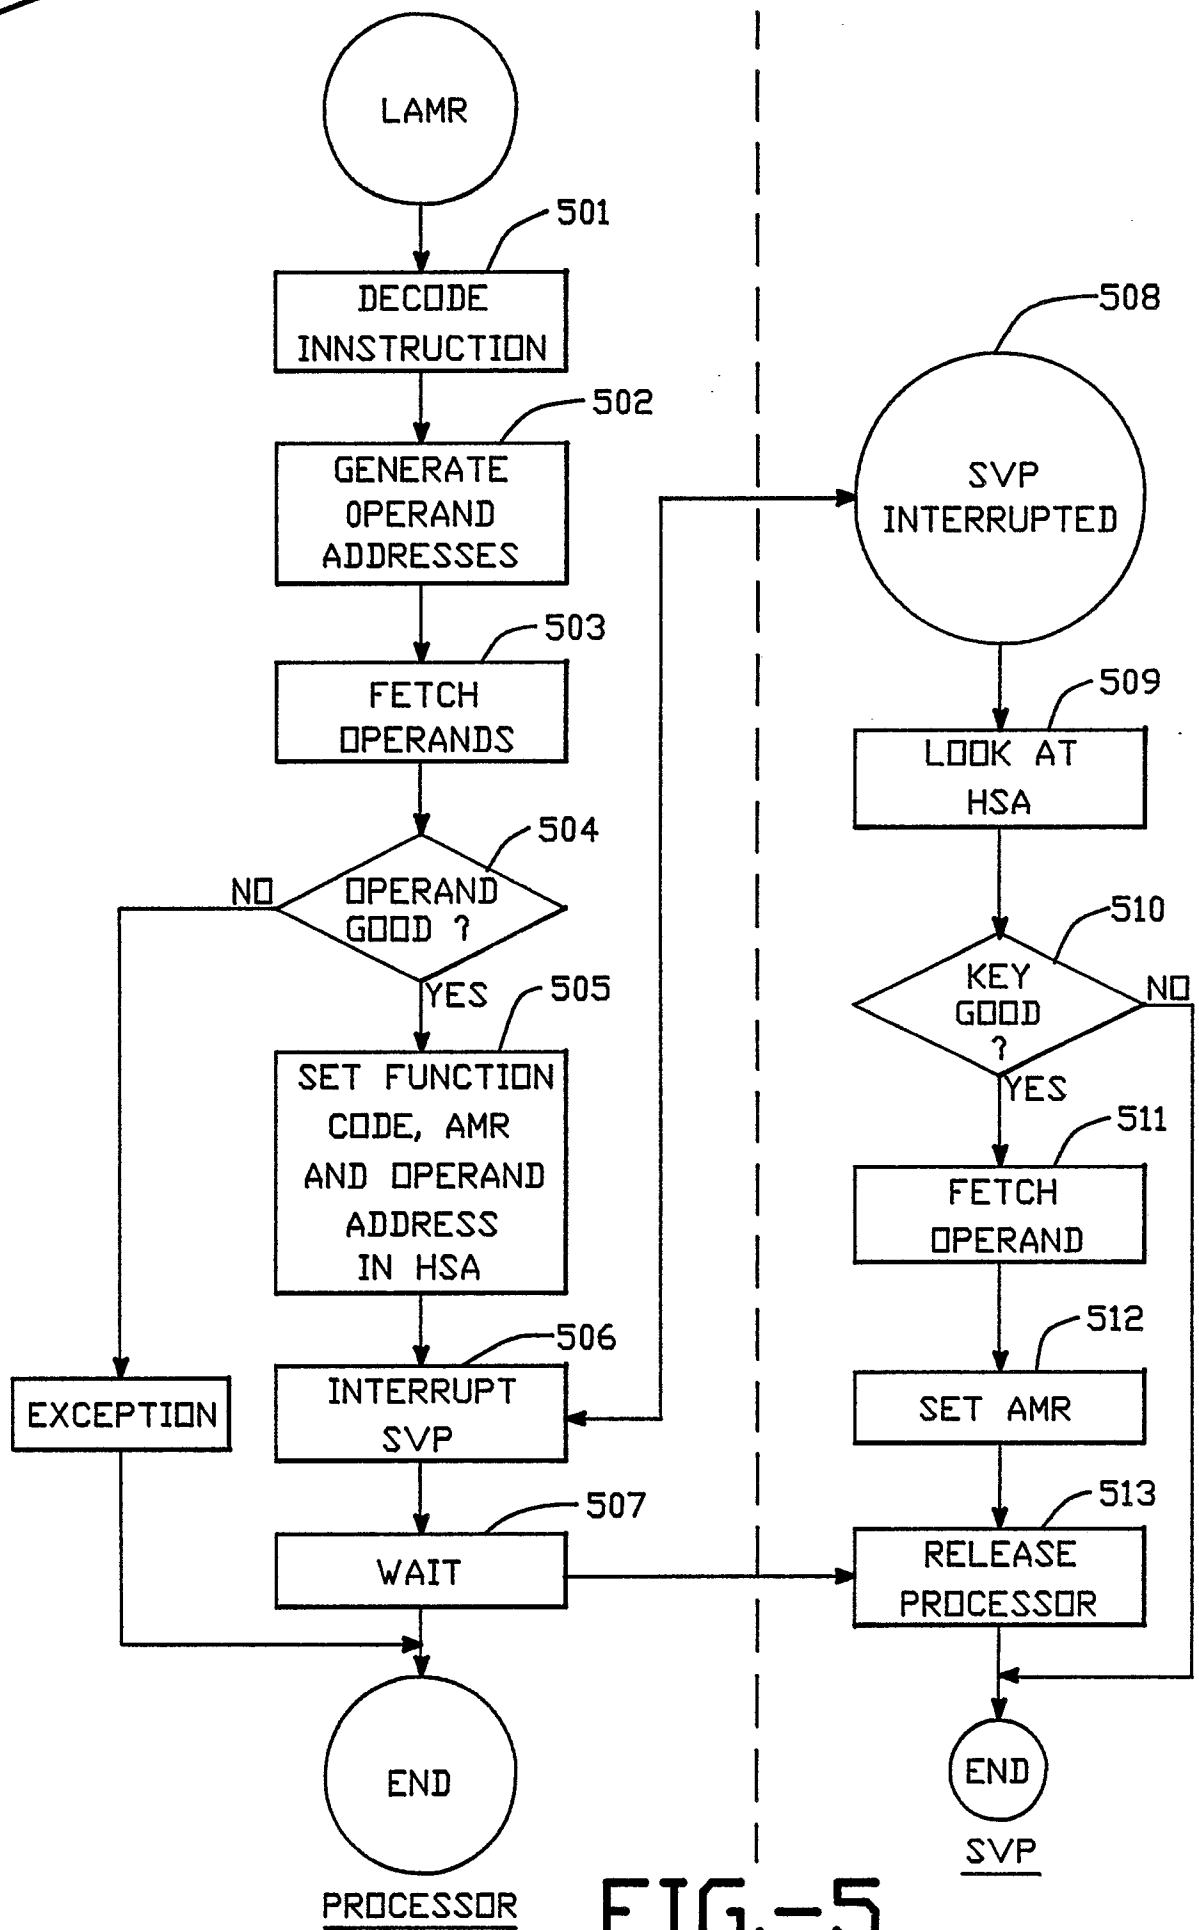 LAMR
501
DECODE
INNSTRUCTION
502
GENERATE
OPERAND
ADDRESSES
503
FETCH
OPERANDS
504
NO
OPERAND
GOOD ?
YES
505
SET FUNCTION
CODE, AMR
AND OPERAND
ADDRESS
IN HSA
506
INTERRUPT
SVP
EXCEPTION
507
WAIT
END
PROCESSOR
508
SVP
INTERRUPTED
509
LOOK AT
HSA
510
KEY
GOOD
?
NO
YES
511
FETCH
OPERAND
512
SET AMR
513
RELEASE
PROCESSOR
END
SVP
FIG.-5